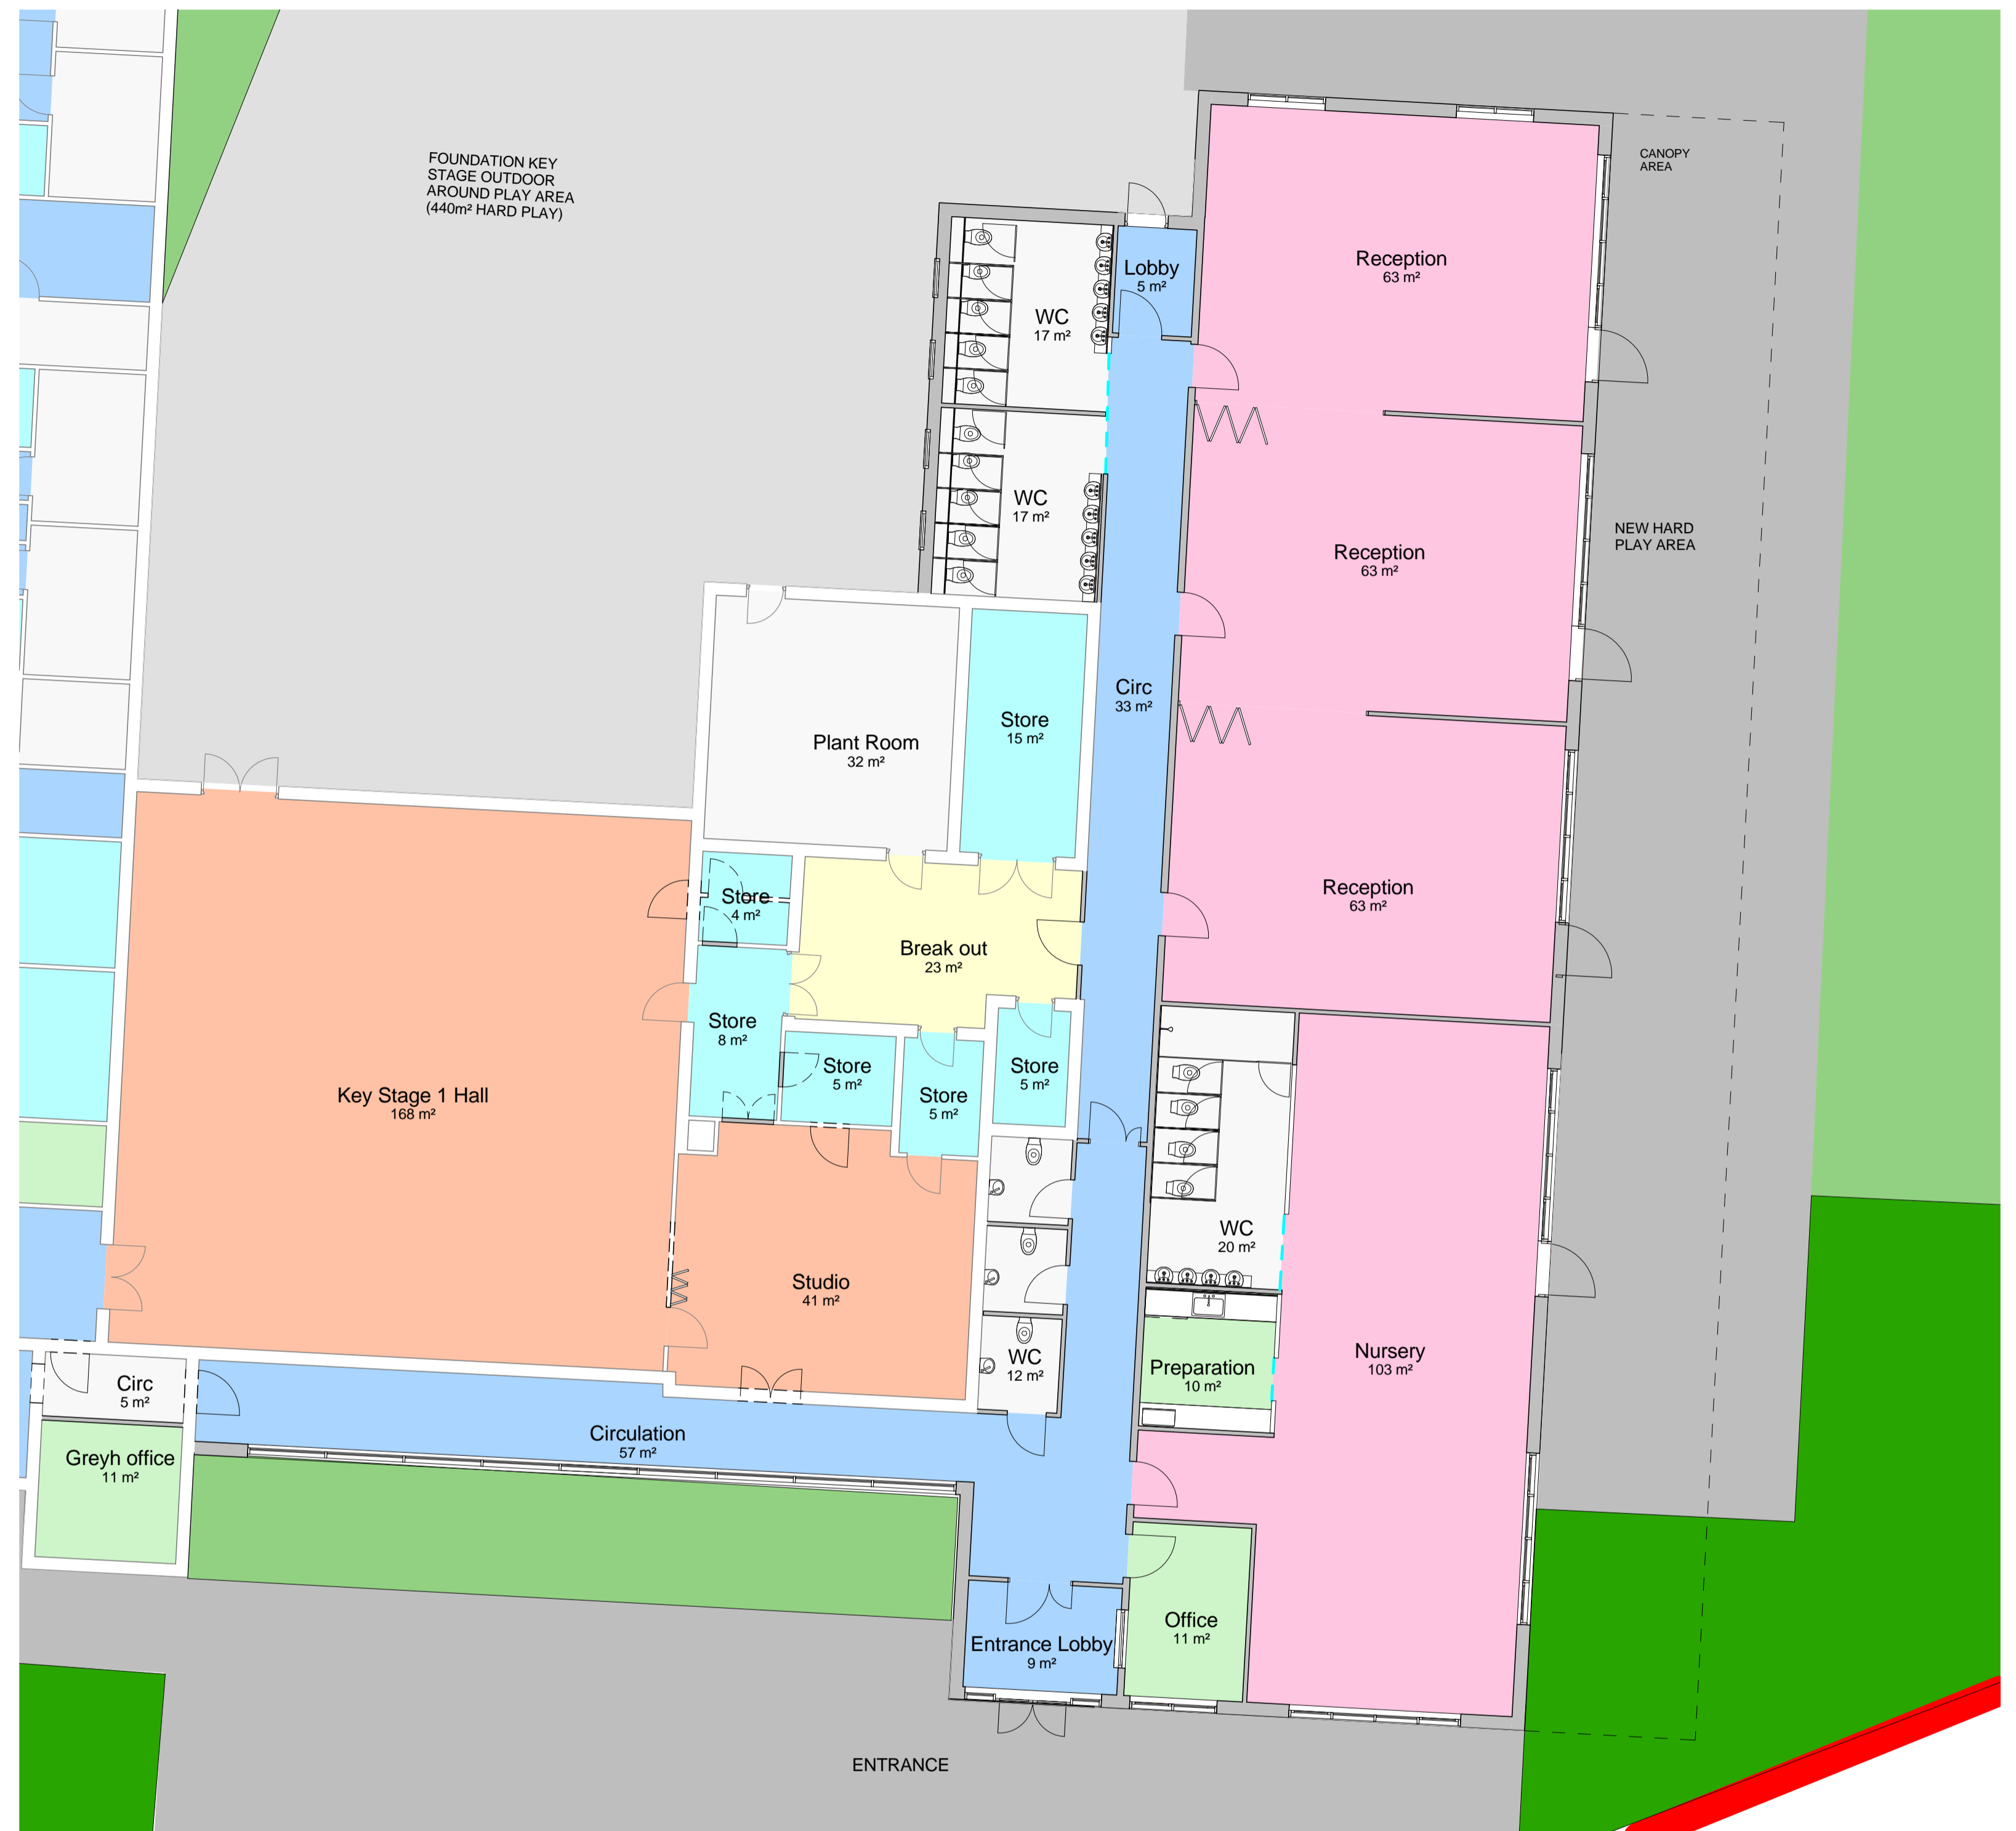 FOUNDATION KEY
STAGE OUTDOOR
AROUND PLAY AREA
(440m² HARD PLAY)
CANOPY
AREA
Reception
63 m²
Lobby
5 m²
WC
17 m²
WC
17 m²
Reception
63 m²
NEW HARD
PLAY AREA
Circ
33 m²
Store
15 m²
Plant Room
32 m²
Reception
63 m²
Store
4 m²
Break out
23 m²
Store
8 m²
Store
5 m²
Store
5 m²
Store
5 m²
Key Stage 1 Hall
168 m²
WC
20 m²
Studio
41 m²
Nursery
103 m²
WC
12 m²
Preparation
10 m²
Circ
5 m²
Circulation
57 m²
Greyh office
11 m²
Office
11 m²
Entrance Lobby
9 m²
ENTRANCE